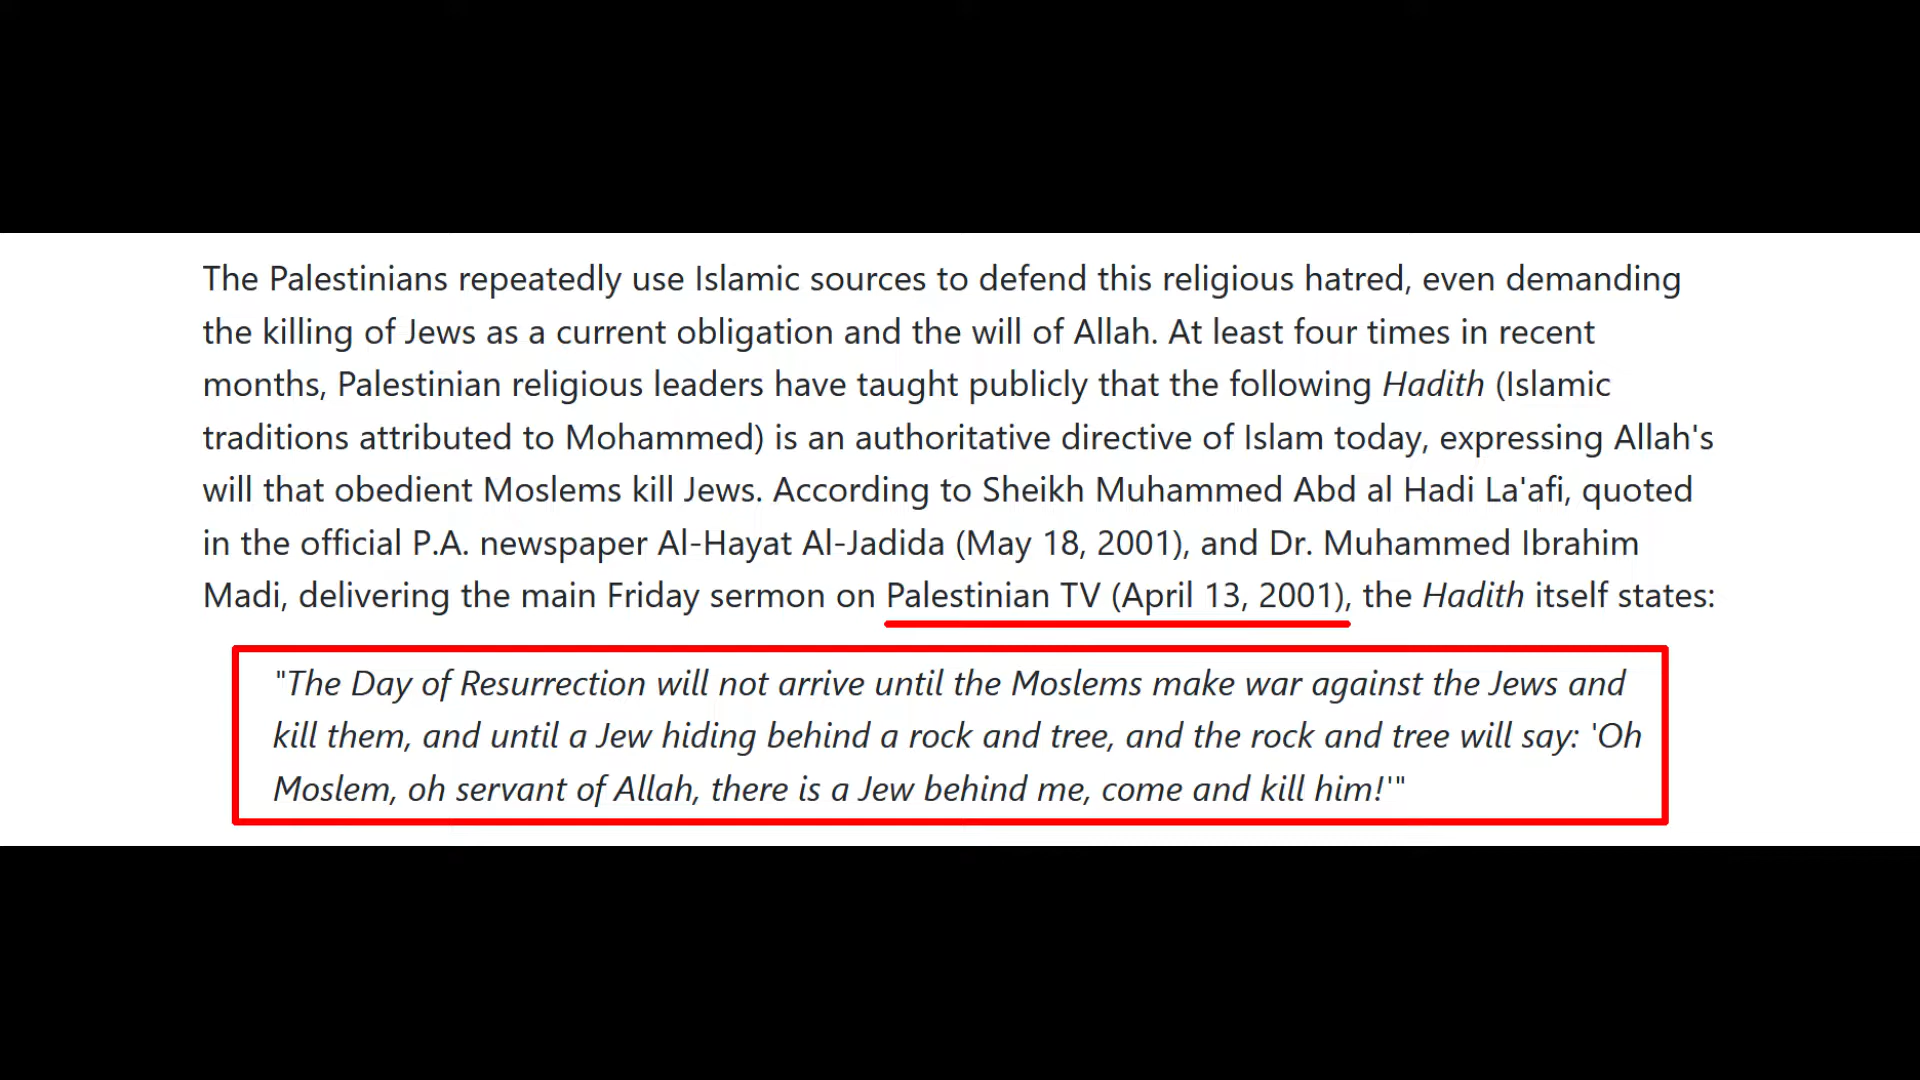 The Palestinians repeatedly use Islamic sources to defend this religious hatred, even demanding
the killing of Jews as a current obligation and the will of Allah. At least four times in recent
months, Palestinian religious leaders have taught publicly that the following Hadith (Islamic
traditions attributed to Mohammed) is an authoritative directive of Islam today, expressing Allah's
will that obedient Moslems kill Jews. According to Sheikh Muhammed Abd al Hadi La'afi, quoted
in the official P.A. newspaper Al-Hayat Al-Jadida (May 18, 2001), and Dr. Muhammed Ibrahim
Madi, delivering the main Friday sermon on Palestinian TV (April 13, 2001), the Hadith itself states:
"The Day of Resurrection will not arrive until the Moslems make war against the Jews and
kill them, and until a Jew hiding behind a rock and tree, and the rock and tree will say: 'Oh
Moslem, oh servant of Allah, there is a Jew behind me, come and kill him!'"